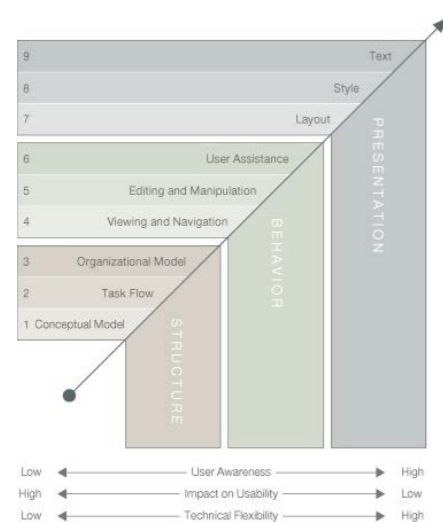 9 Text
8 Style
7 Layout
PRESENTATION
6 User Assistance
5 Editing and Manipulation
4 Viewing and Navigation
BEHAVIOR
3 Organizational Model
2 Task Flow
1 Conceptual Model
STRUCTURE
Low User Awareness High
High Impact on Usability Low
Low Technical Flexibility High